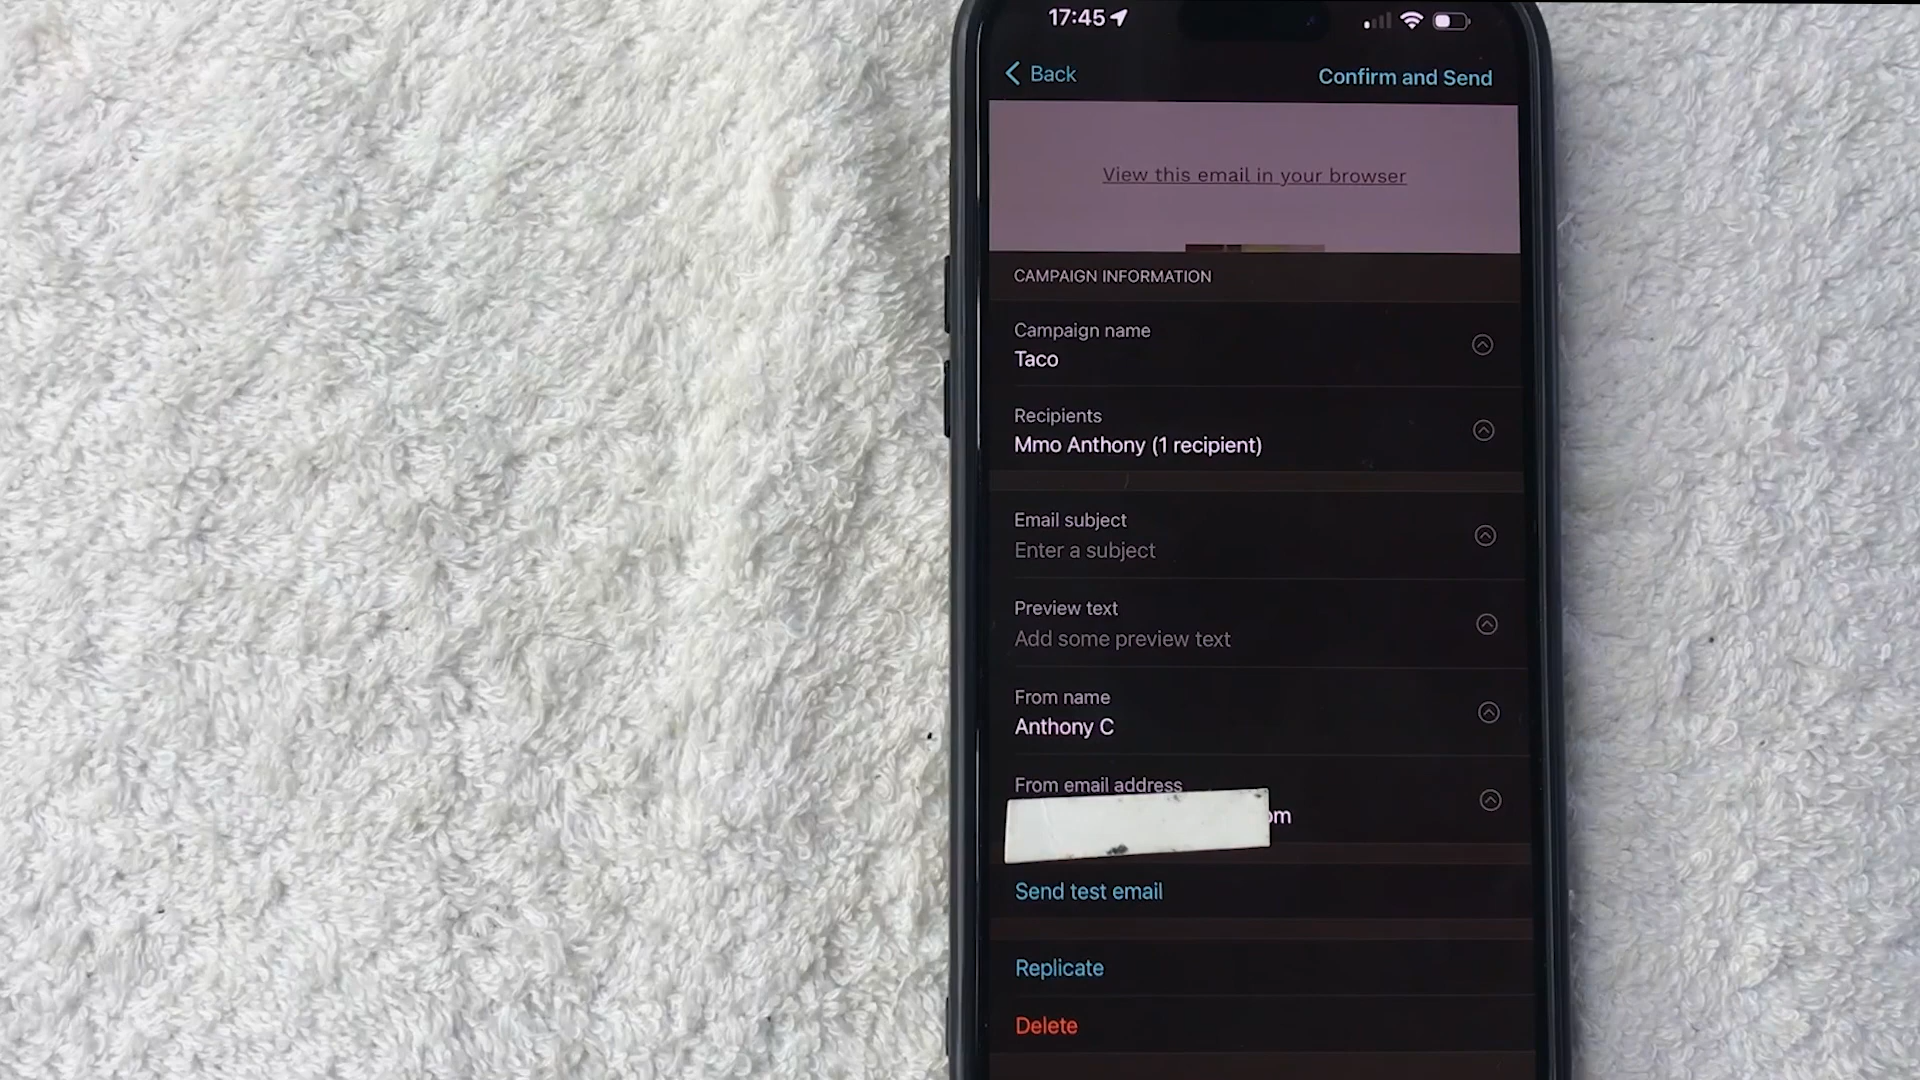 17:45
Back
Confirm and Send
View this email in your browser
CAMPAIGN INFORMATION
Campaign name
Taco
Recipients
Mmo Anthony (1 recipient)
Email subject
Enter a subject
Preview text
Add some preview text
From name
Anthony C
From email address
om
Send test email
Replicate
Delete